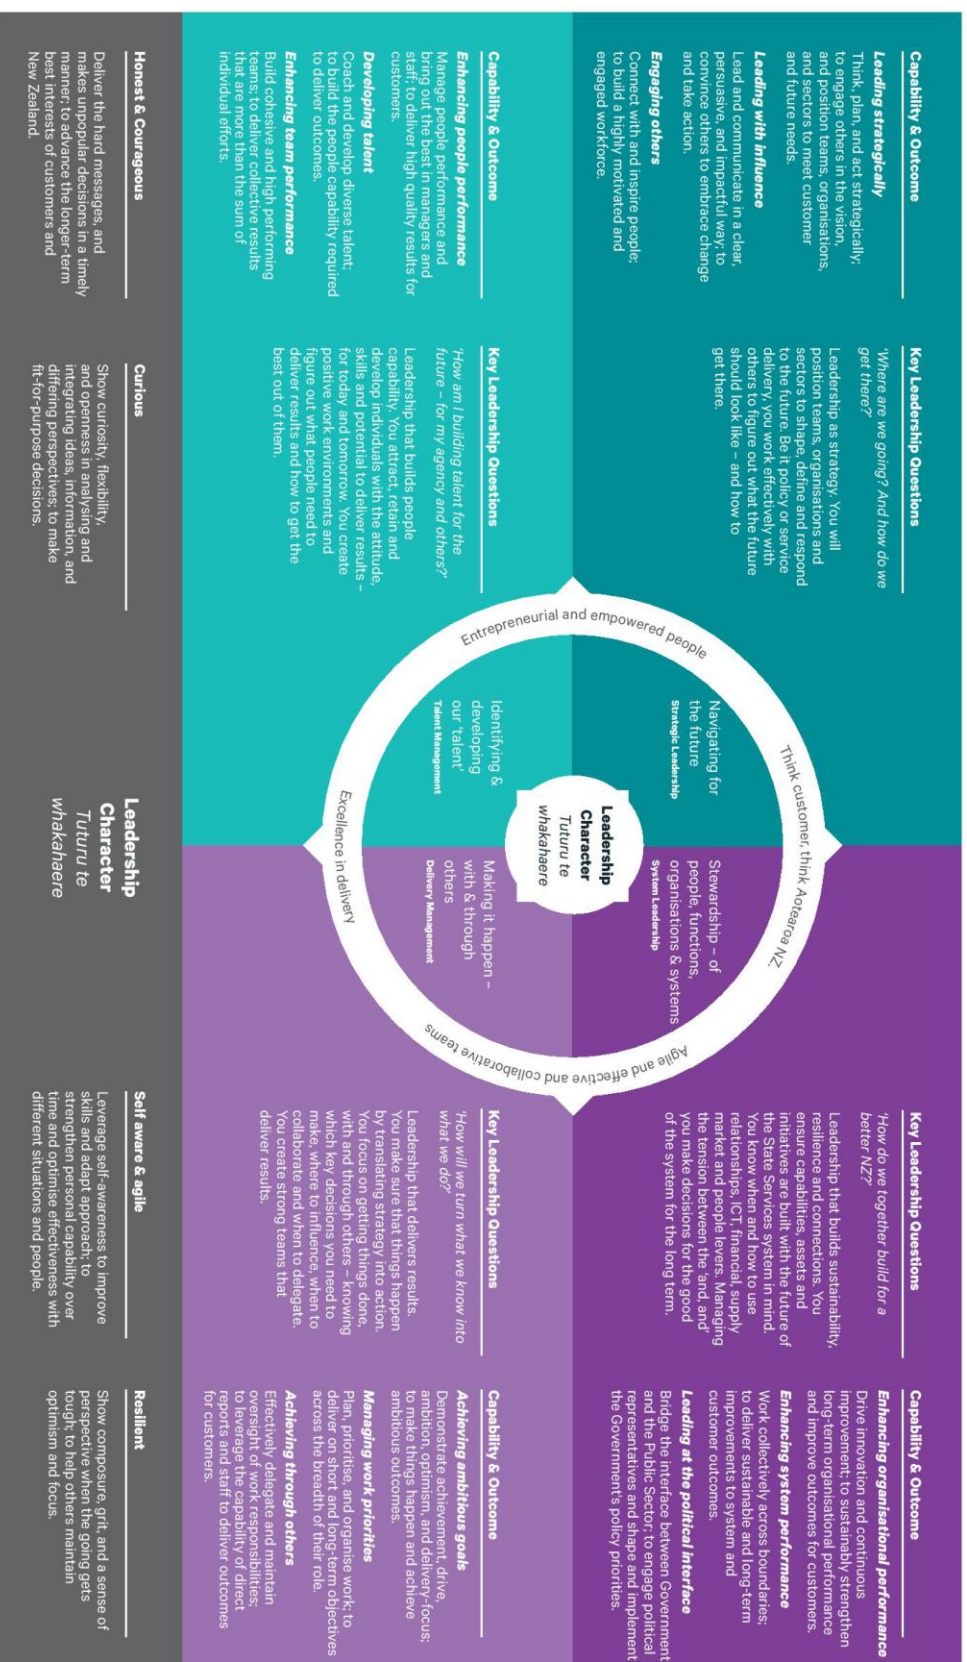 Capability & Outcome
Leading strategically
Think, plan, and act strategically;
to engage others in the vision,
and position teams, organisations,
and sectors to meet customer
and future needs.
Leading with influence
Lead and communicate in a clear,
persuasive, and impactful way; to
convince others to embrace change
and take action.
Engaging others
Connect with and inspire people;
to build a highly motivated and
engaged workforce.
Key Leadership Questions
'Where are we going? And how do we
get there?'
Leadership as strategy. You will
position teams, organisations and
sectors to shape, define and respond
to the future. Be it policy or service
delivery, you work effectively with
others to figure out what the future
should look like – and how to
get there.
Key Leadership Questions
'How do we together build for a
better NZ?'
Leadership that builds sustainability,
resilience and connections. You
ensure capabilities, assets and
initiatives are built with the future of
the State Services system in mind.
You know when and how to use
relationships, ICT, financial, supply
market and people levers. Managing
the tension between the 'and, and'
you make decisions for the good
of the system for the long term.
Capability & Outcome
Enhancing organisational performance
Drive innovation and continuous
improvement; to sustainably strengthen
long-term organisational perfomance
and improve outcomes for customers.
Enhancing system performance
Work collectively across boundaries;
to deliver sustainable and long-term
improvements to system and
customer outcomes.
Leading at the political interface
Bridge the interface between Government
and the Public Sector; to engage political
representatives and shape and implement
the Government's policy priorities.
Think customer, think Aotearoa NZ.
Entrepreneurial and empowered people
Agile and effective and collaborative teams
Excellence in delivery
Navigating for
the future
Strategic Leadership
Stewardship – of
people, functions,
organisations & systems
System Leadership
Leadership
Character
Tuturu te
whakahaere
Identifying &
developing
our 'talent'
Talent Management
Making it happen –
with & through
others
Delivery Management
Capability & Outcome
Enhancing people performance
Manage people performance and
bring out the best in managers and
staff; to deliver high quality results for
customers.
Developing talent
Coach and develop diverse talent;
to build the people capability required
to deliver outcomes.
Enhancing team performance
Build cohesive and high performing
teams; to deliver collective results
that are more than the sum of
individual efforts.
Key Leadership Questions
'How am I building talent for the
future – for my agency and others?'
Leadership that builds people
capability. You attract, retain and
develop individuals with the attitude,
skills and potential to deliver results –
for today and tomorrow. You create
positive work environments and
figure out what people need to
deliver results and how to get the
best out of them.
Key Leadership Questions
'How will we turn what we know into
what we do?'
Leadership that delivers results.
You make sure that things happen
by translating strategy into action.
You focus on getting things done,
with and through others – knowing
which key decisions you need to
make, where to influence, when to
collaborate and when to delegate.
You create strong teams that
deliver results.
Capability & Outcome
Achieving ambitious goals
Demonstrate achievement, drive,
ambition, optimism, and delivery-focus;
to make things happen and achieve
ambitious outcomes.
Managing work priorities
Plan, prioritise, and organise work; to
deliver on short and long-term objectives
across the breadth of their role.
Achieving through others
Effectively delegate and maintain
oversight of work responsibilities;
to leverage the capability of direct
reports and staff to deliver outcomes
for customers.
Honest & Courageous
Deliver the hard messages, and
makes unpopular decisions in a timely
manner; to advance the longer-term
best interests of customers and
New Zealand.
Curious
Show curiosity, flexibility,
and openness in analysing and
integrating ideas, information, and
differing perspectives; to make
fit-for-purpose decisions.
Leadership
Character
Tuturu te
whakahaere
Self aware & agile
Leverage self-awareness to improve
skills and adapt approach; to
strengthen personal capability over
time and optimise effectiveness with
different situations and people.
Resilient
Show composure, grit, and a sense of
perspective when the going gets
tough; to help others maintain
optimism and focus.